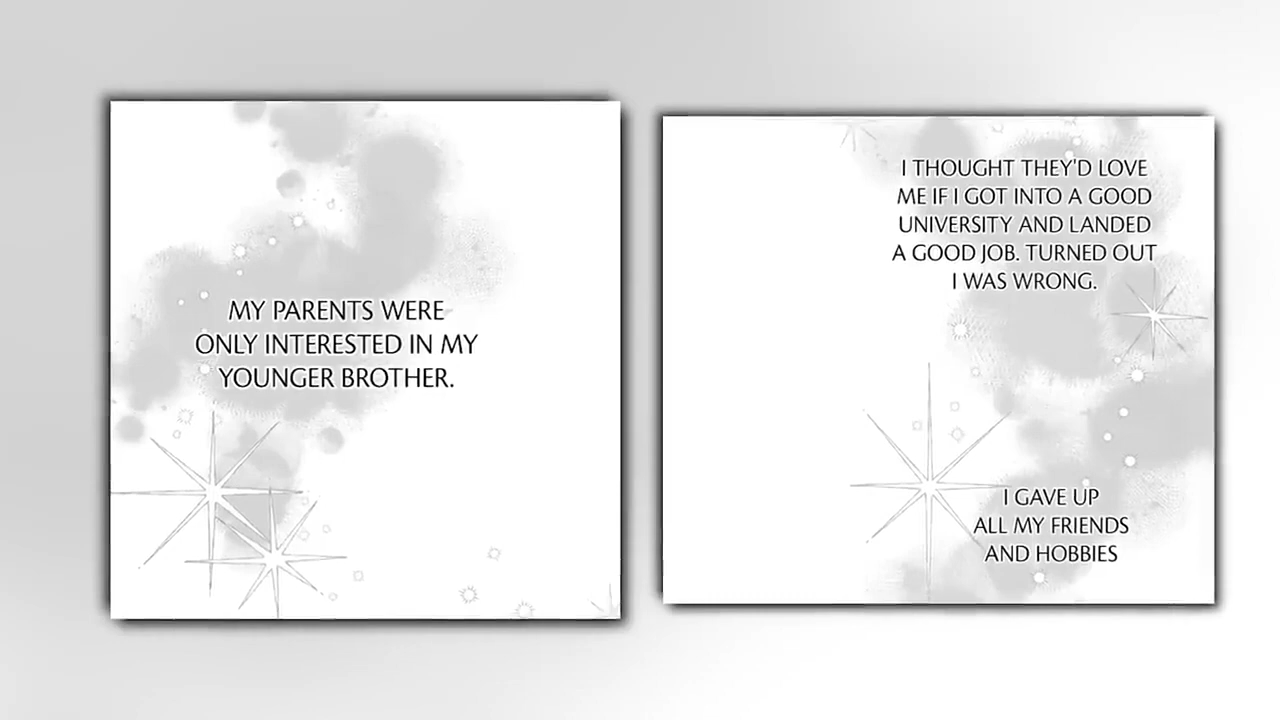 MY PARENTS WERE
ONLY INTERESTED IN MY
YOUNGER BROTHER.
I THOUGHT THEY'D LOVE
ME IF I GOT INTO A GOOD
UNIVERSITY AND LANDED
A GOOD JOB. TURNED OUT
I WAS WRONG.
I GAVE UP
ALL MY FRIENDS
AND HOBBIES